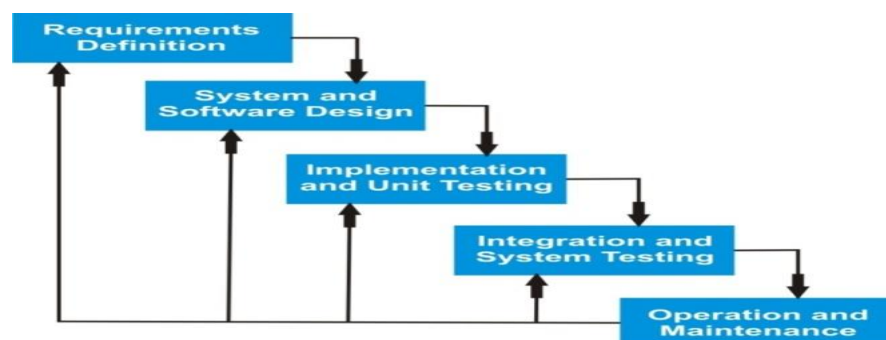 Requirements
Definition
System and
Software Design
Implementation
and Unit Testing
Integration and
System Testing
Operation and
Maintenance